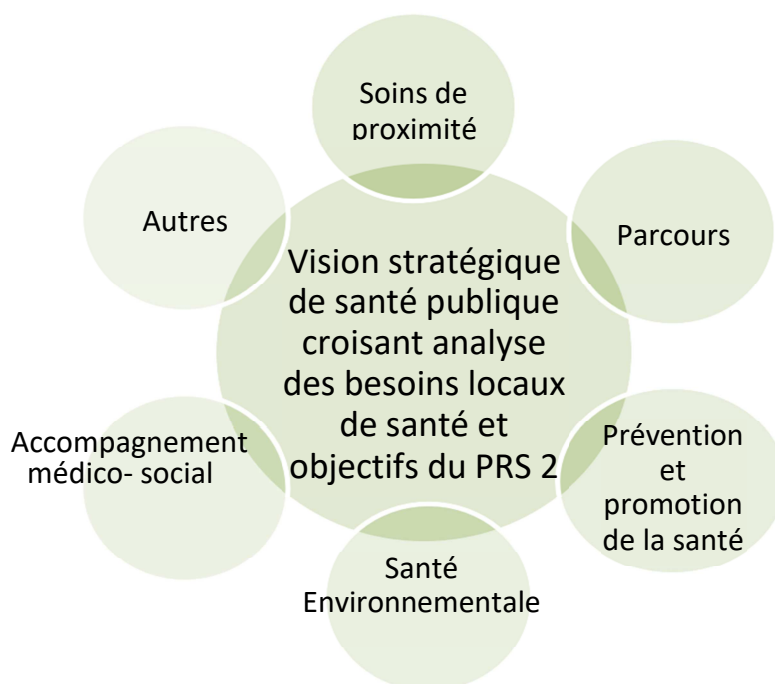 Soins de
proximité
Parcours
Prévention
et
promotion
de la santé
Santé
Environnementale
Accompagnement
médico- social
Autres
Vision stratégique
de santé publique
croisant analyse
des besoins locaux
de santé et
objectifs du PRS 2